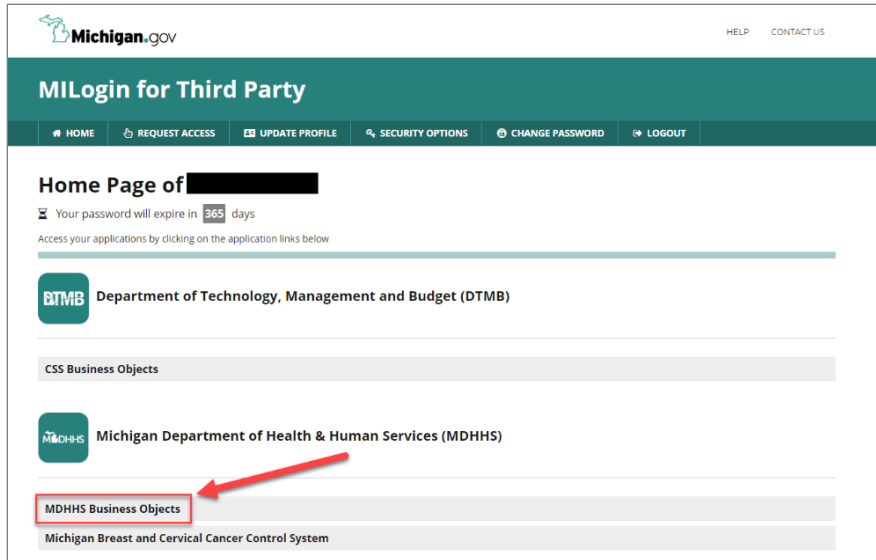 Michigan.gov
HELP CONTACT US
MILogin for Third Party
HOME REQUEST ACCESS UPDATE PROFILE SECURITY OPTIONS CHANGE PASSWORD LOGOUT
Home Page of
Your password will expire in 365 days
Access your applications by clicking on the application links below
DTMB Department of Technology, Management and Budget (DTMB)
CSS Business Objects
MDHHS Michigan Department of Health & Human Services (MDHHS)
MDHHS Business Objects
Michigan Breast and Cervical Cancer Control System